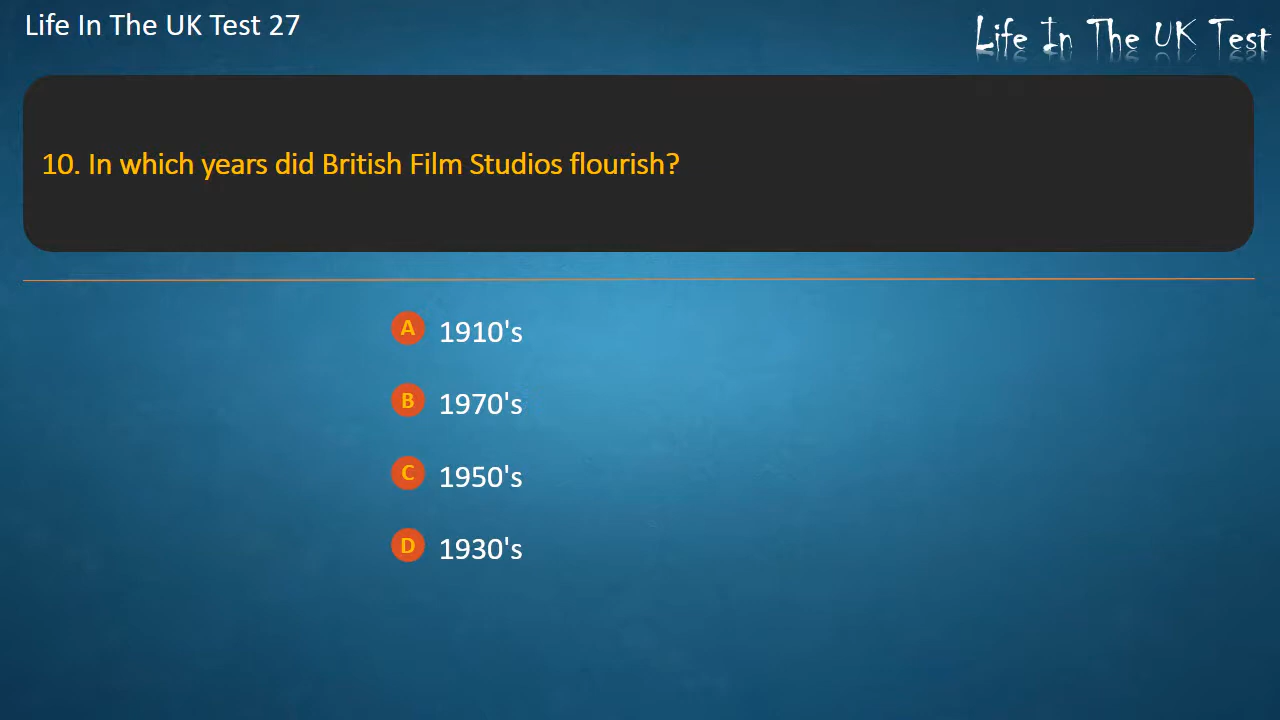 Life In The UK Test 27
Life In The UK Test
10. In which years did British Film Studios flourish?
A 1910's
B 1970's
C 1950's
D 1930's